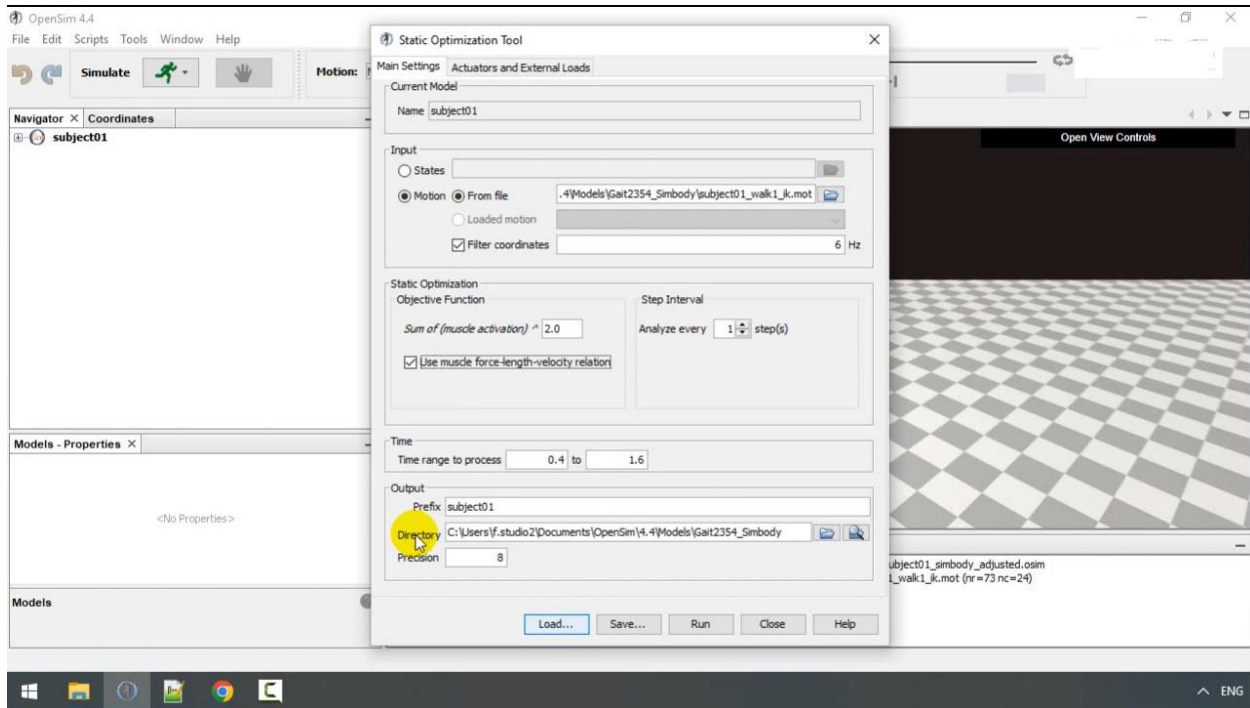 OpenSim 4.4
File Edit Scripts Tools Window Help
Simulate
Motion:
Navigator × Coordinates
subject01
Models - Properties ×
<No Properties>
Models
Static Optimization Tool
Main Settings Actuators and External Loads
Current Model
Name subject01
Input
States
Motion From file .4\Models\Gait2354_Simbody\subject01_walk1_ik.mot
Loaded motion
Filter coordinates 6 Hz
Static Optimization
Objective Function
Sum of (muscle activation) ^ 2.0
Use muscle force-length-velocity relation
Step Interval
Analyze every 1 step(s)
Time
Time range to process 0.4 to 1.6
Output
Prefix subject01
Directory C:\Users\f.studio2\Documents\OpenSim\4.4\Models\Gait2354_Simbody
Precision 8
Load... Save... Run Close Help
Open View Controls
ubject01_simbody_adjusted.osim
1_walk1_ik.mot (nr=73 nc=24)
ENG